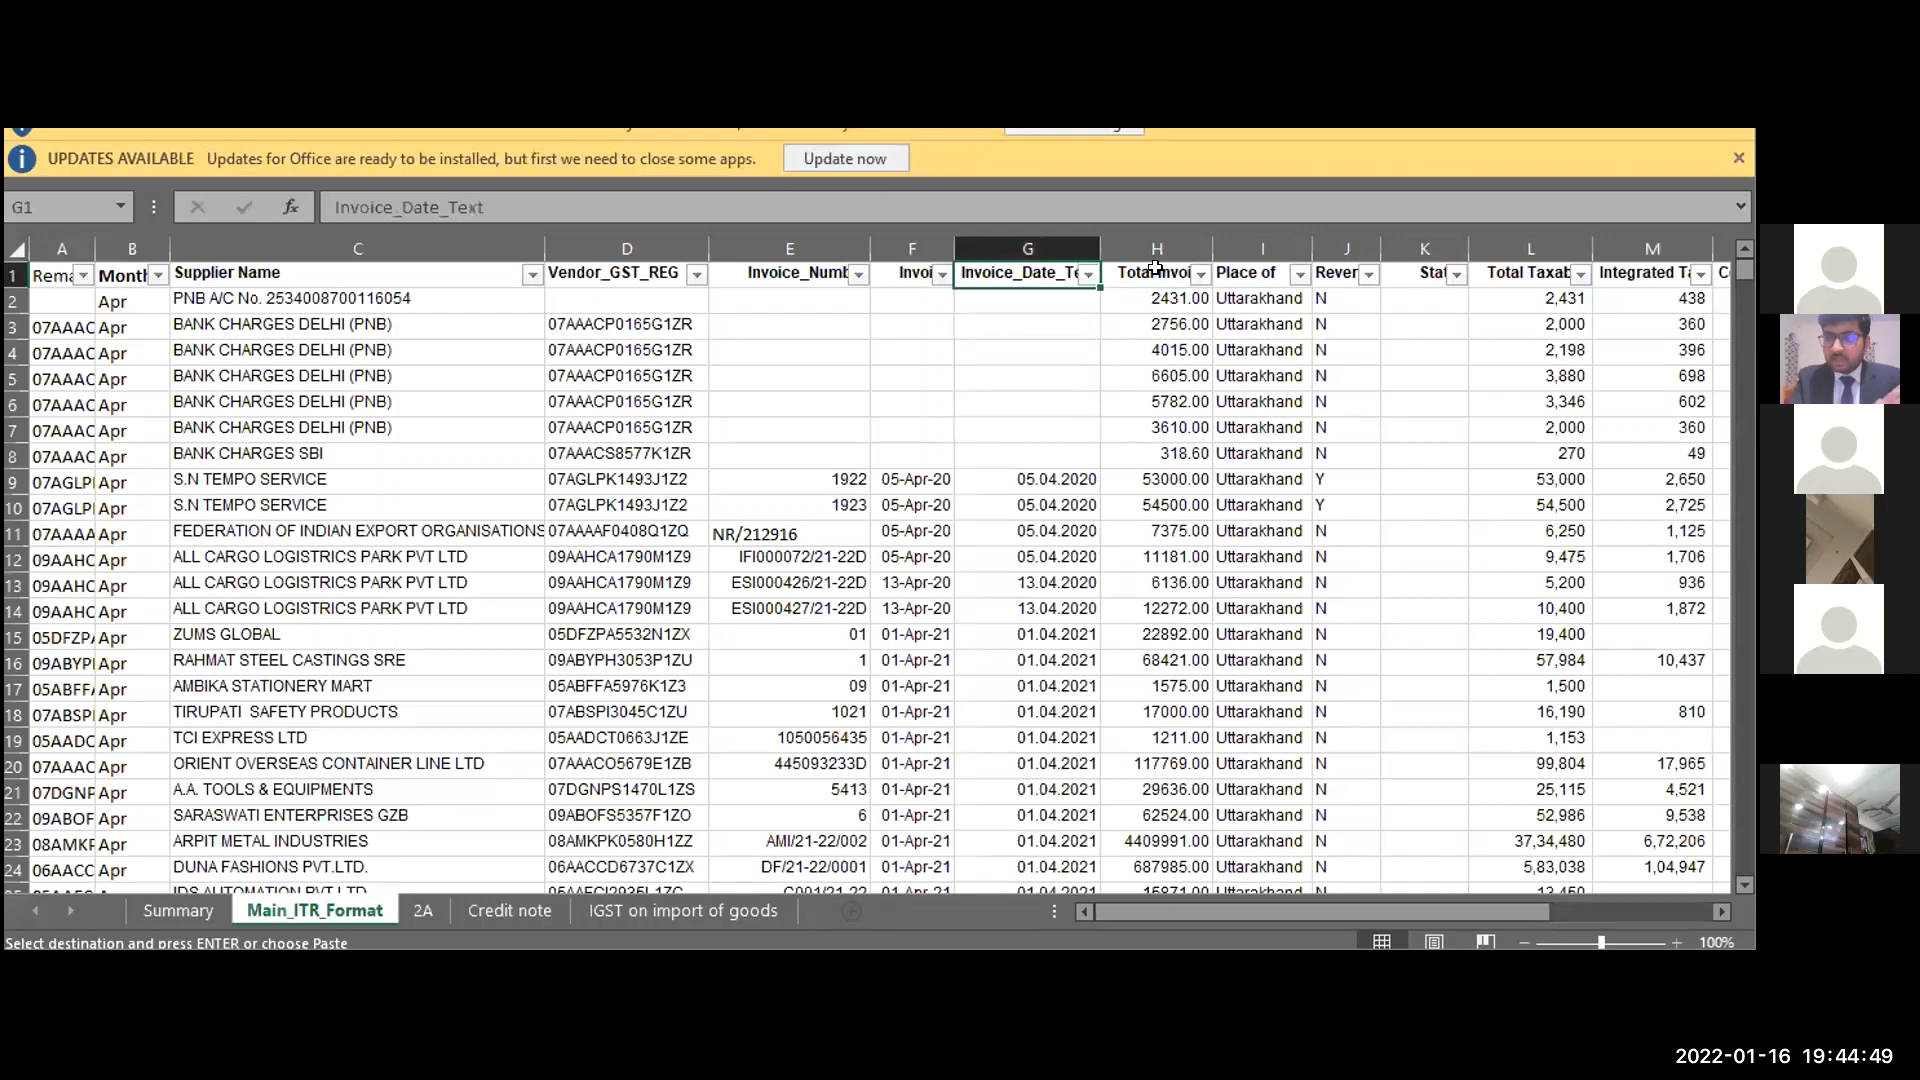 UPDATES AVAILABLE Updates for Office are ready to be installed, but first we need to close some apps. Update now
G1 fx Invoice_Date_Text
A B C D E F G H I J K L M
1 Rema Month Supplier Name Vendor_GST_REG Invoice_Numb Invoi Invoice_Date_Te Total Invoi Place of Rever Stat Total Taxab Integrated Ta C
2 Apr PNB A/C No. 2534008700116054 2431.00 Uttarakhand N 2,431 438
3 07AAAC Apr BANK CHARGES DELHI (PNB) 07AAACP0165G1ZR 2756.00 Uttarakhand N 2,000 360
4 07AAAC Apr BANK CHARGES DELHI (PNB) 07AAACP0165G1ZR 4015.00 Uttarakhand N 2,198 396
5 07AAAC Apr BANK CHARGES DELHI (PNB) 07AAACP0165G1ZR 6605.00 Uttarakhand N 3,880 698
6 07AAAC Apr BANK CHARGES DELHI (PNB) 07AAACP0165G1ZR 5782.00 Uttarakhand N 3,346 602
7 07AAAC Apr BANK CHARGES DELHI (PNB) 07AAACP0165G1ZR 3610.00 Uttarakhand N 2,000 360
8 07AAAC Apr BANK CHARGES SBI 07AAACS8577K1ZR 318.60 Uttarakhand N 270 49
9 07AGLP Apr S.N TEMPO SERVICE 07AGLPK1493J1Z2 1922 05-Apr-20 05.04.2020 53000.00 Uttarakhand Y 53,000 2,650
10 07AGLP Apr S.N TEMPO SERVICE 07AGLPK1493J1Z2 1923 05-Apr-20 05.04.2020 54500.00 Uttarakhand Y 54,500 2,725
11 07AAAA Apr FEDERATION OF INDIAN EXPORT ORGANISATIONS 07AAAAF0408Q1ZQ NR/212916 05-Apr-20 05.04.2020 7375.00 Uttarakhand N 6,250 1,125
12 09AAHC Apr ALL CARGO LOGISTRICS PARK PVT LTD 09AAHCA1790M1Z9 IFI000072/21-22D 05-Apr-20 05.04.2020 11181.00 Uttarakhand N 9,475 1,706
13 09AAHC Apr ALL CARGO LOGISTRICS PARK PVT LTD 09AAHCA1790M1Z9 ESI000426/21-22D 13-Apr-20 13.04.2020 6136.00 Uttarakhand N 5,200 936
14 09AAHC Apr ALL CARGO LOGISTRICS PARK PVT LTD 09AAHCA1790M1Z9 ESI000427/21-22D 13-Apr-20 13.04.2020 12272.00 Uttarakhand N 10,400 1,872
15 05DFZP Apr ZUMS GLOBAL 05DFZPA5532N1ZX 01 01-Apr-21 01.04.2021 22892.00 Uttarakhand N 19,400
16 09ABYP Apr RAHMAT STEEL CASTINGS SRE 09ABYPH3053P1ZU 1 01-Apr-21 01.04.2021 68421.00 Uttarakhand N 57,984 10,437
17 05ABFF Apr AMBIKA STATIONERY MART 05ABFFA5976K1Z3 09 01-Apr-21 01.04.2021 1575.00 Uttarakhand N 1,500
18 07ABSP Apr TIRUPATI SAFETY PRODUCTS 07ABSPI3045C1ZU 1021 01-Apr-21 01.04.2021 17000.00 Uttarakhand N 16,190 810
19 05AADC Apr TCI EXPRESS LTD 05AADCT0663J1ZE 1050056435 01-Apr-21 01.04.2021 1211.00 Uttarakhand N 1,153
20 07AAAC Apr ORIENT OVERSEAS CONTAINER LINE LTD 07AAACO5679E1ZB 445093233D 01-Apr-21 01.04.2021 117769.00 Uttarakhand N 99,804 17,965
21 07DGNP Apr A.A. TOOLS & EQUIPMENTS 07DGNPS1470L1ZS 5413 01-Apr-21 01.04.2021 29636.00 Uttarakhand N 25,115 4,521
22 09ABOF Apr SARASWATI ENTERPRISES GZB 09ABOFS5357F1ZO 6 01-Apr-21 01.04.2021 62524.00 Uttarakhand N 52,986 9,538
23 08AMKP Apr ARPIT METAL INDUSTRIES 08AMKPK0580H1ZZ AMI/21-22/002 01-Apr-21 01.04.2021 4409991.00 Uttarakhand N 37,34,480 6,72,206
24 06AACC Apr DUNA FASHIONS PVT.LTD. 06AACCD6737C1ZX DF/21-22/0001 01-Apr-21 01.04.2021 687985.00 Uttarakhand N 5,83,038 1,04,947
IDS AUTOMATION PVT LTD 01-Apr-21 01.04.2021 15871.00 Uttarakhand N 13,450
Summary Main_ITR_Format 2A Credit note IGST on import of goods
Select destination and press ENTER or choose Paste 100%
2022-01-16 19:44:49